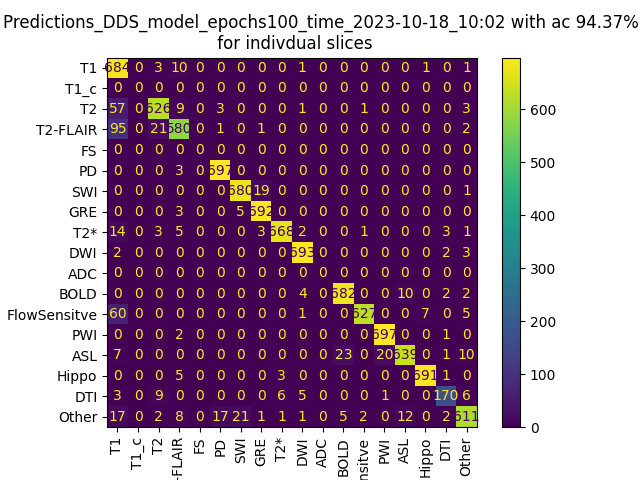 Predictions_DDS_model_epochs100_time_2023-10-18_10:02 with ac 94.37%
for indivdual slices
T1 684 0 3 10 0 0 0 0 0 1 0 0 0 0 0 1 0 1
T1_c 0 0 0 0 0 0 0 0 0 0 0 0 0 0 0 0 0 0
T2 57 0 626 9 0 3 0 0 0 1 0 0 1 0 0 0 0 3
T2-FLAIR 95 0 21 580 0 1 0 1 0 0 0 0 0 0 0 0 0 2
FS 0 0 0 0 0 0 0 0 0 0 0 0 0 0 0 0 0 0
PD 0 0 0 3 0 697 0 0 0 0 0 0 0 0 0 0 0 0
SWI 0 0 0 0 0 0 680 19 0 0 0 0 0 0 0 0 0 1
GRE 0 0 0 3 0 0 5 692 0 0 0 0 0 0 0 0 0 0
T2* 14 0 3 5 0 0 0 3 668 2 0 0 1 0 0 0 3 1
DWI 2 0 0 0 0 0 0 0 0 693 0 0 0 0 0 0 2 3
ADC 0 0 0 0 0 0 0 0 0 0 0 0 0 0 0 0 0 0
BOLD 0 0 0 0 0 0 0 0 0 4 0 682 0 0 10 0 2 2
FlowSensitve 60 0 0 0 0 0 0 0 0 1 0 0 627 0 0 7 0 5
PWI 0 0 0 2 0 0 0 0 0 0 0 0 0 697 0 0 1 0
ASL 7 0 0 0 0 0 0 0 0 0 0 23 0 20 639 0 1 10
Hippo 0 0 0 5 0 0 0 0 3 0 0 0 0 0 0 691 1 0
DTI 3 0 9 0 0 0 0 0 6 5 0 0 0 1 0 0 170 6
Other 17 0 2 8 0 17 21 1 1 1 0 5 2 0 12 0 2 611
T1 T1_c T2 -FLAIR FS PD SWI GRE T2* DWI ADC BOLD nsitve PWI ASL Hippo DTI Other
600
500
400
300
200
100
0